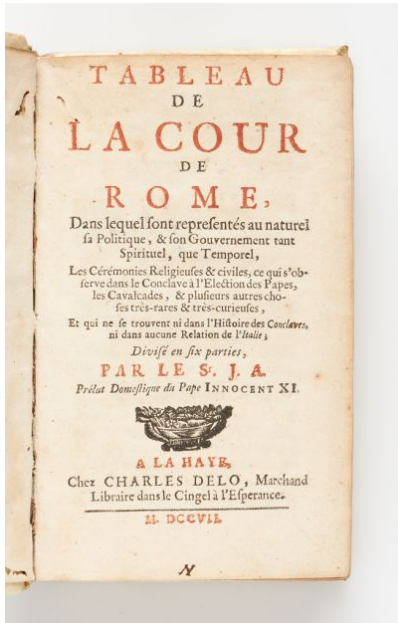 TABLEAU
DE
LA COUR
DE
ROME,
Dans lequel ſont repreſentés au naturel
ſa Politique, & ſon Gouvernement tant
Spirituel, que Temporel,
Les Cérémonies Religieuſes & civiles, ce qui s'ob-
ſerve dans le Conclave à l'Election des Papes,
les Cavalcades, & pluſieurs autres cho-
ſes très-rares & très-curieuſes,
Et qui ne ſe trouvent ni dans l'Hiſtoire des Conclaves,
ni dans aucune Relation de l'Italie;
Diviſé en ſix parties,
PAR LE Sr. J. A.
Prélat Domeſtique du Pape INNOCENT XI.
A LA HAYE,
Chez CHARLES DELO, Marchand
Libraire dans le Cingel à l'Eſperance.
M. DCCVII.
N